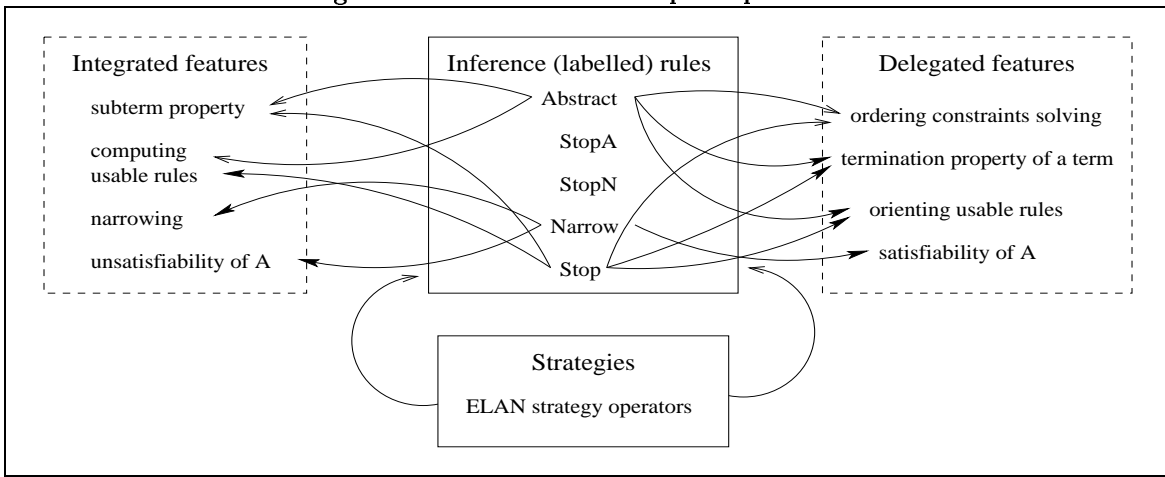 Integrated features
subterm property
computing
usable rules
narrowing
unsatisfiability of A
Inference (labelled) rules
Abstract
StopA
StopN
Narrow
Stop
Delegated features
ordering constraints solving
termination property of a term
orienting usable rules
satisfiability of A
Strategies
ELAN strategy operators